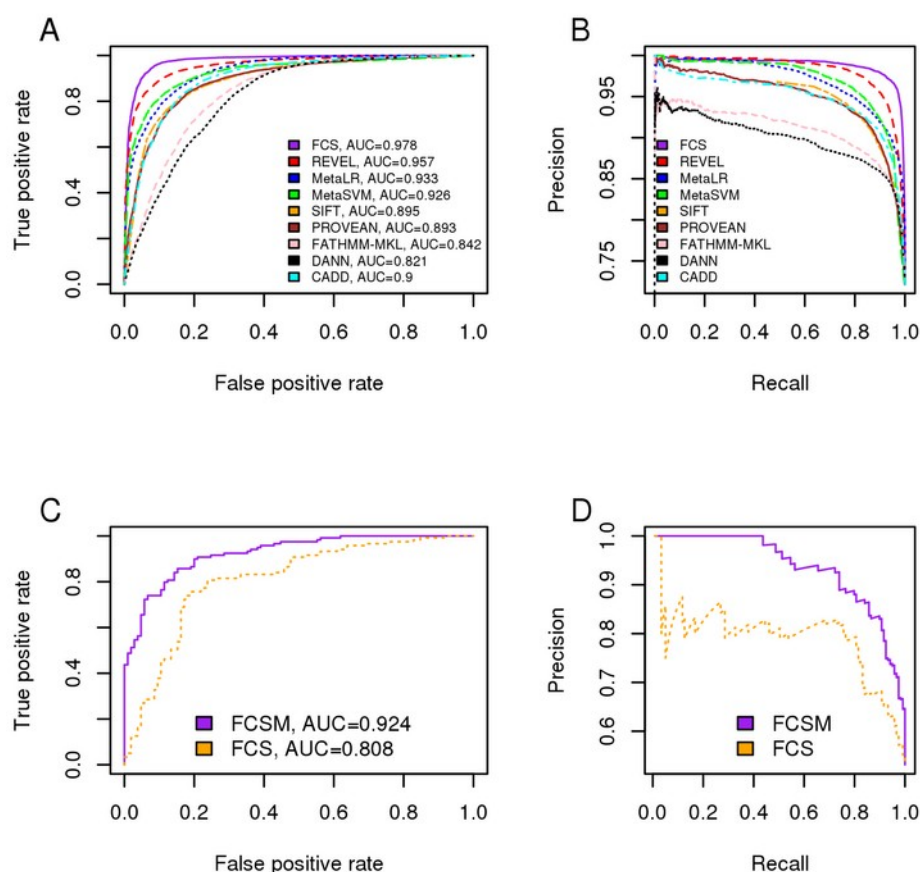 A
True positive rate
0.8
0.4
0.0
FCS, AUC=0.978
REVEL, AUC=0.957
MetaLR, AUC=0.933
MetaSVM, AUC=0.926
SIFT, AUC=0.895
PROVEAN, AUC=0.893
FATHMM-MKL, AUC=0.842
DANN, AUC=0.821
CADD, AUC=0.9
0.0 0.2 0.4 0.6 0.8 1.0
False positive rate
B
Precision
0.95
0.85
0.75
FCS
REVEL
MetaLR
MetaSVM
SIFT
PROVEAN
FATHMM-MKL
DANN
CADD
0.0 0.2 0.4 0.6 0.8 1.0
Recall
C
True positive rate
0.8
0.4
0.0
FCSM, AUC=0.924
FCS, AUC=0.808
0.0 0.2 0.4 0.6 0.8 1.0
False positive rate
D
Precision
1.0
0.9
0.8
0.7
0.6
FCSM
FCS
0.0 0.2 0.4 0.6 0.8 1.0
Recall